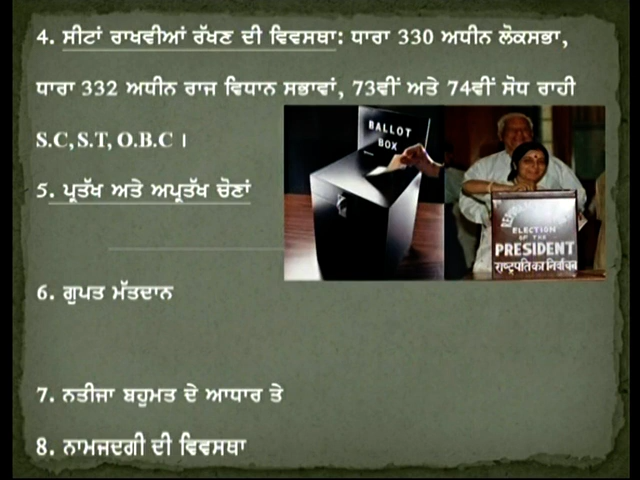 4. ਸੀਟਾਂ ਰਾਖਵੀਆਂ ਰੱਖਣ ਦੀ ਵਿਵਸਥਾ: ਧਾਰਾ 330 ਅਧੀਨ ਲੋਕਸਭਾ,
ਧਾਰਾ 332 ਅਧੀਨ ਰਾਜ ਵਿਧਾਨ ਸਭਾਵਾਂ, 73ਵੀਂ ਅਤੇ 74ਵੀਂ ਸੋਧ ਰਾਹੀ
S.C, S.T, O.B.C ।
BALLOT
BOX
5. ਪ੍ਰਤੱਖ ਅਤੇ ਅਪ੍ਰਤੱਖ ਚੋਣਾਂ
ELECTION
OF THE
PRESIDENT
राष्ट्रपति का निर्वाचन
6. ਗੁਪਤ ਮੱਤਦਾਨ
7. ਨਤੀਜਾ ਬਹੁਮਤ ਦੇ ਆਧਾਰ ਤੇ
8. ਨਾਮਜਦਗੀ ਦੀ ਵਿਵਸਥਾ